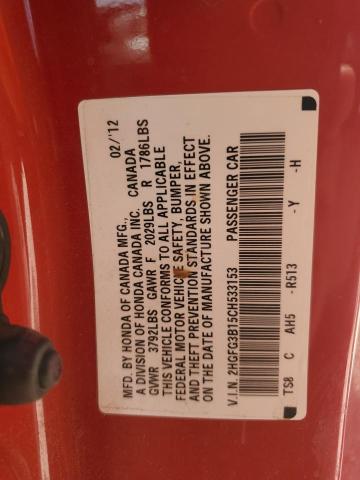 MFD. BY HONDA OF CANADA MFG., 02/'12
A DIVISION OF HONDA CANADA INC. CANADA
GVWR 3792LBS GAWR F 2029LBS R 1786LBS
THIS VEHICLE CONFORMS TO ALL APPLICABLE
FEDERAL MOTOR VEHICLE SAFETY, BUMPER,
AND THEFT PREVENTION STANDARDS IN EFFECT
ON THE DATE OF MANUFACTURE SHOWN ABOVE.
V.I.N. 2HGFG3B15CH533153 PASSENGER CAR
TS8 C AH5 -R513 -Y -H